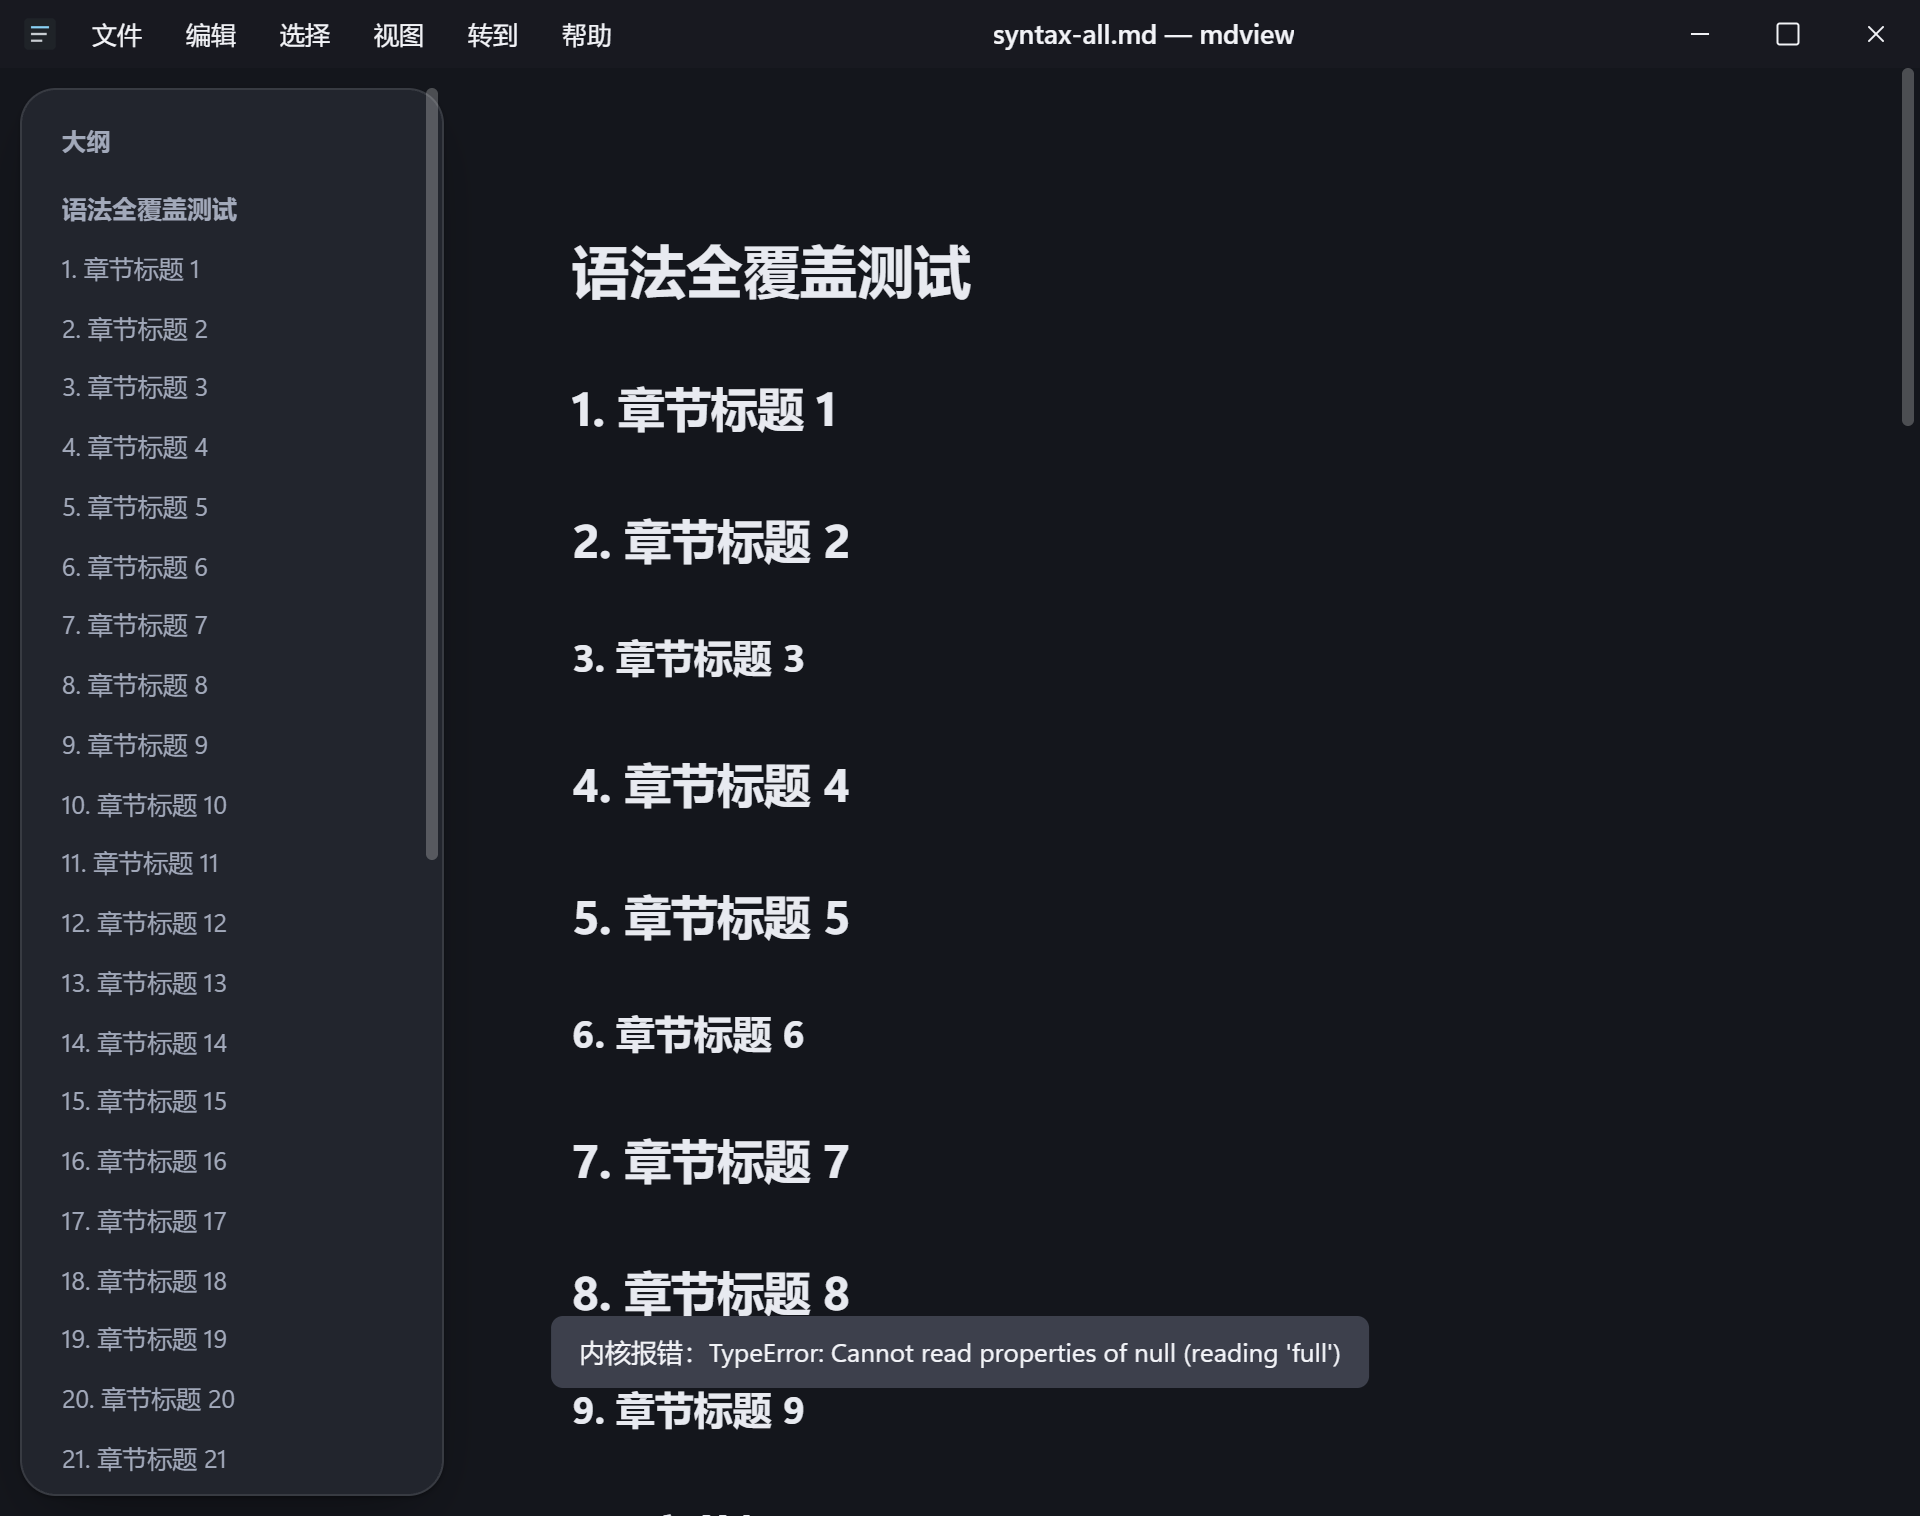 文件 编辑 选择 视图 转到 帮助 syntax-all.md — mdview
大纲
语法全覆盖测试
1. 章节标题 1
2. 章节标题 2
3. 章节标题 3
4. 章节标题 4
5. 章节标题 5
6. 章节标题 6
7. 章节标题 7
8. 章节标题 8
9. 章节标题 9
10. 章节标题 10
11. 章节标题 11
12. 章节标题 12
13. 章节标题 13
14. 章节标题 14
15. 章节标题 15
16. 章节标题 16
17. 章节标题 17
18. 章节标题 18
19. 章节标题 19
20. 章节标题 20
21. 章节标题 21
语法全覆盖测试
1. 章节标题 1
2. 章节标题 2
3. 章节标题 3
4. 章节标题 4
5. 章节标题 5
6. 章节标题 6
7. 章节标题 7
8. 章节标题 8
内核报错：TypeError: Cannot read properties of null (reading 'full')
9. 章节标题 9